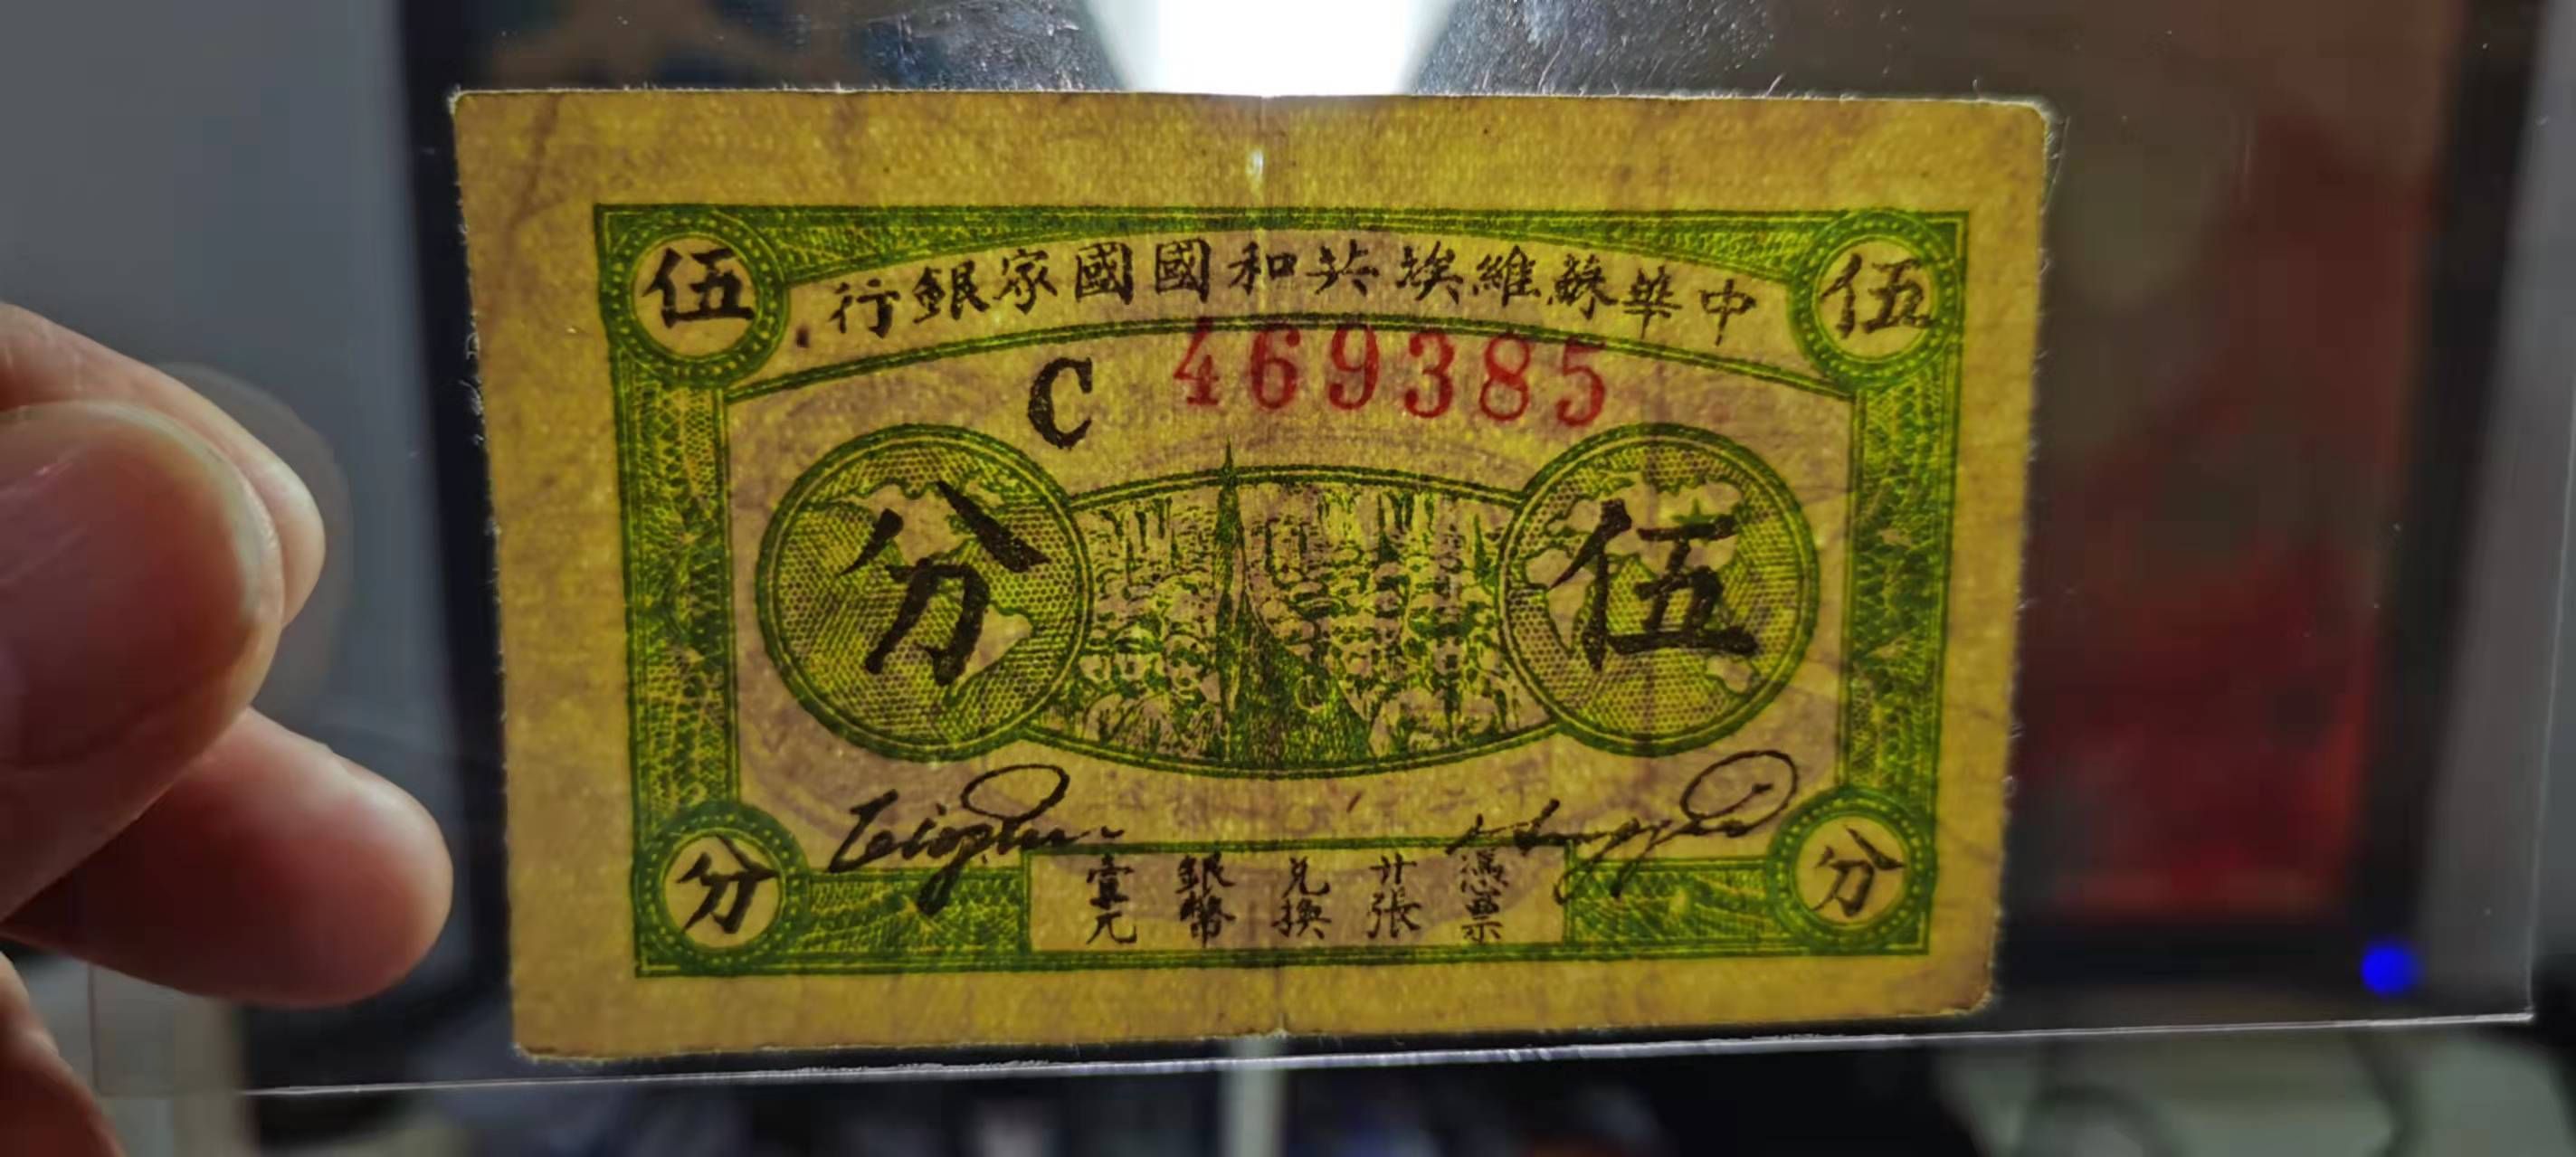 中華蘇維埃共和國國家銀行
伍
伍
C 469385
伍分
憑票
廿張
兌換
銀幣
壹元
分
分